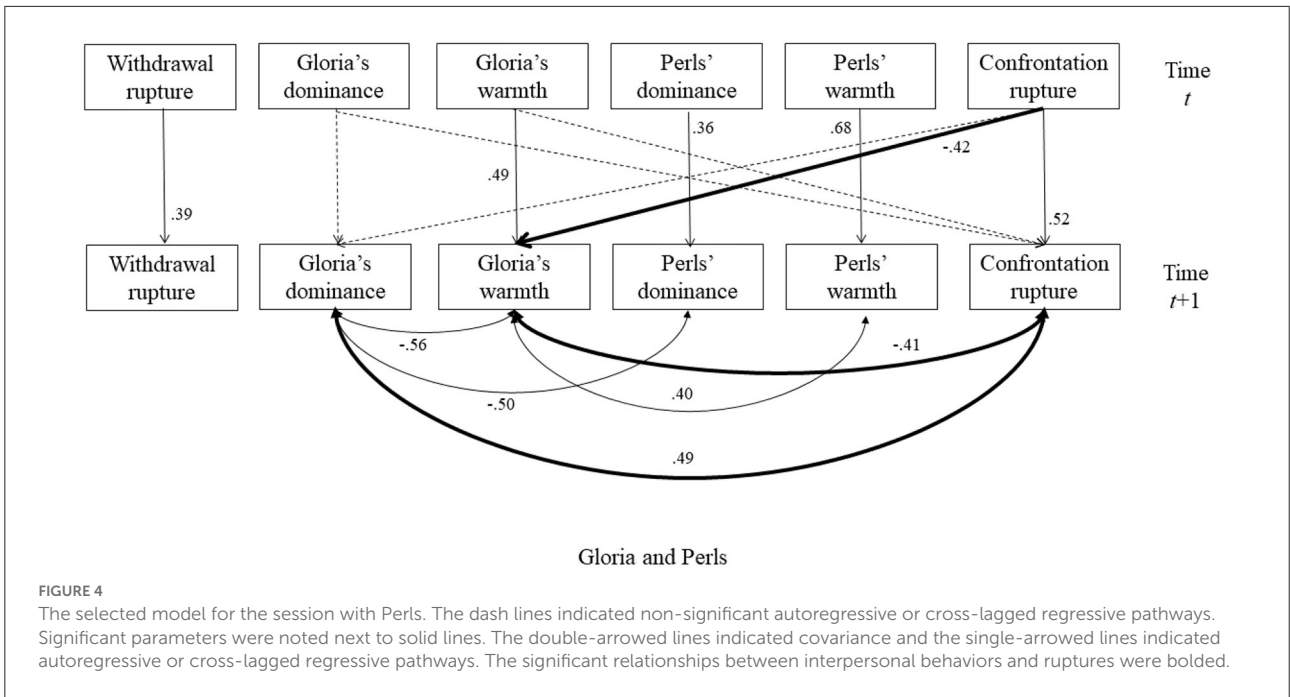 Withdrawal
rupture
Gloria's
dominance
Gloria's
warmth
Perls'
dominance
Perls'
warmth
Confrontation
rupture
Time
t
.36
.68
-.42
.49
.39
.52
Withdrawal
rupture
Gloria's
dominance
Gloria's
warmth
Perls'
dominance
Perls'
warmth
Confrontation
rupture
Time
t+1
-.56
-.41
-.50
.40
.49
Gloria and Perls
FIGURE 4
The selected model for the session with Perls. The dash lines indicated non-significant autoregressive or cross-lagged regressive pathways.
Significant parameters were noted next to solid lines. The double-arrowed lines indicated covariance and the single-arrowed lines indicated
autoregressive or cross-lagged regressive pathways. The significant relationships between interpersonal behaviors and ruptures were bolded.